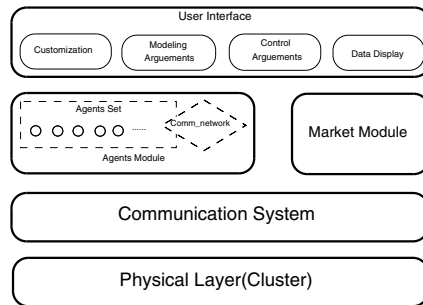 User Interface
Customization
Modeling
Arguements
Control
Arguements
Data Display
Agents Set
......
Comm_network
Agents Module
Market Module
Communication System
Physical Layer(Cluster)